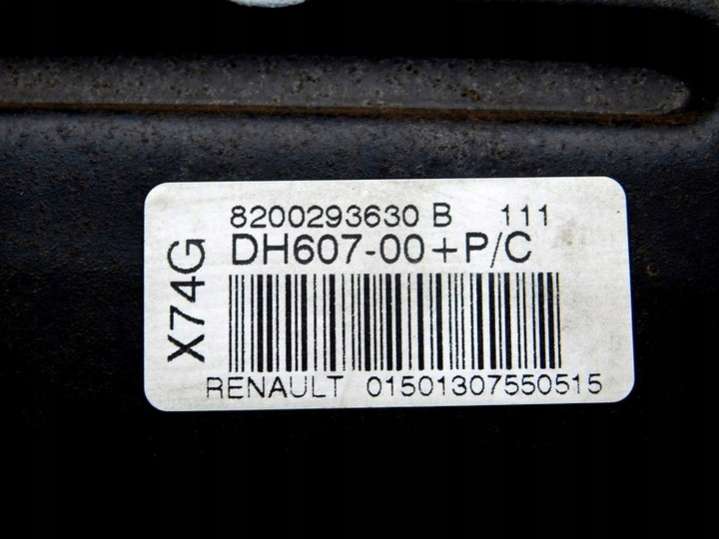 8200293630 B 111
X74G
DH607-00+P/C
RENAULT 01501307550515